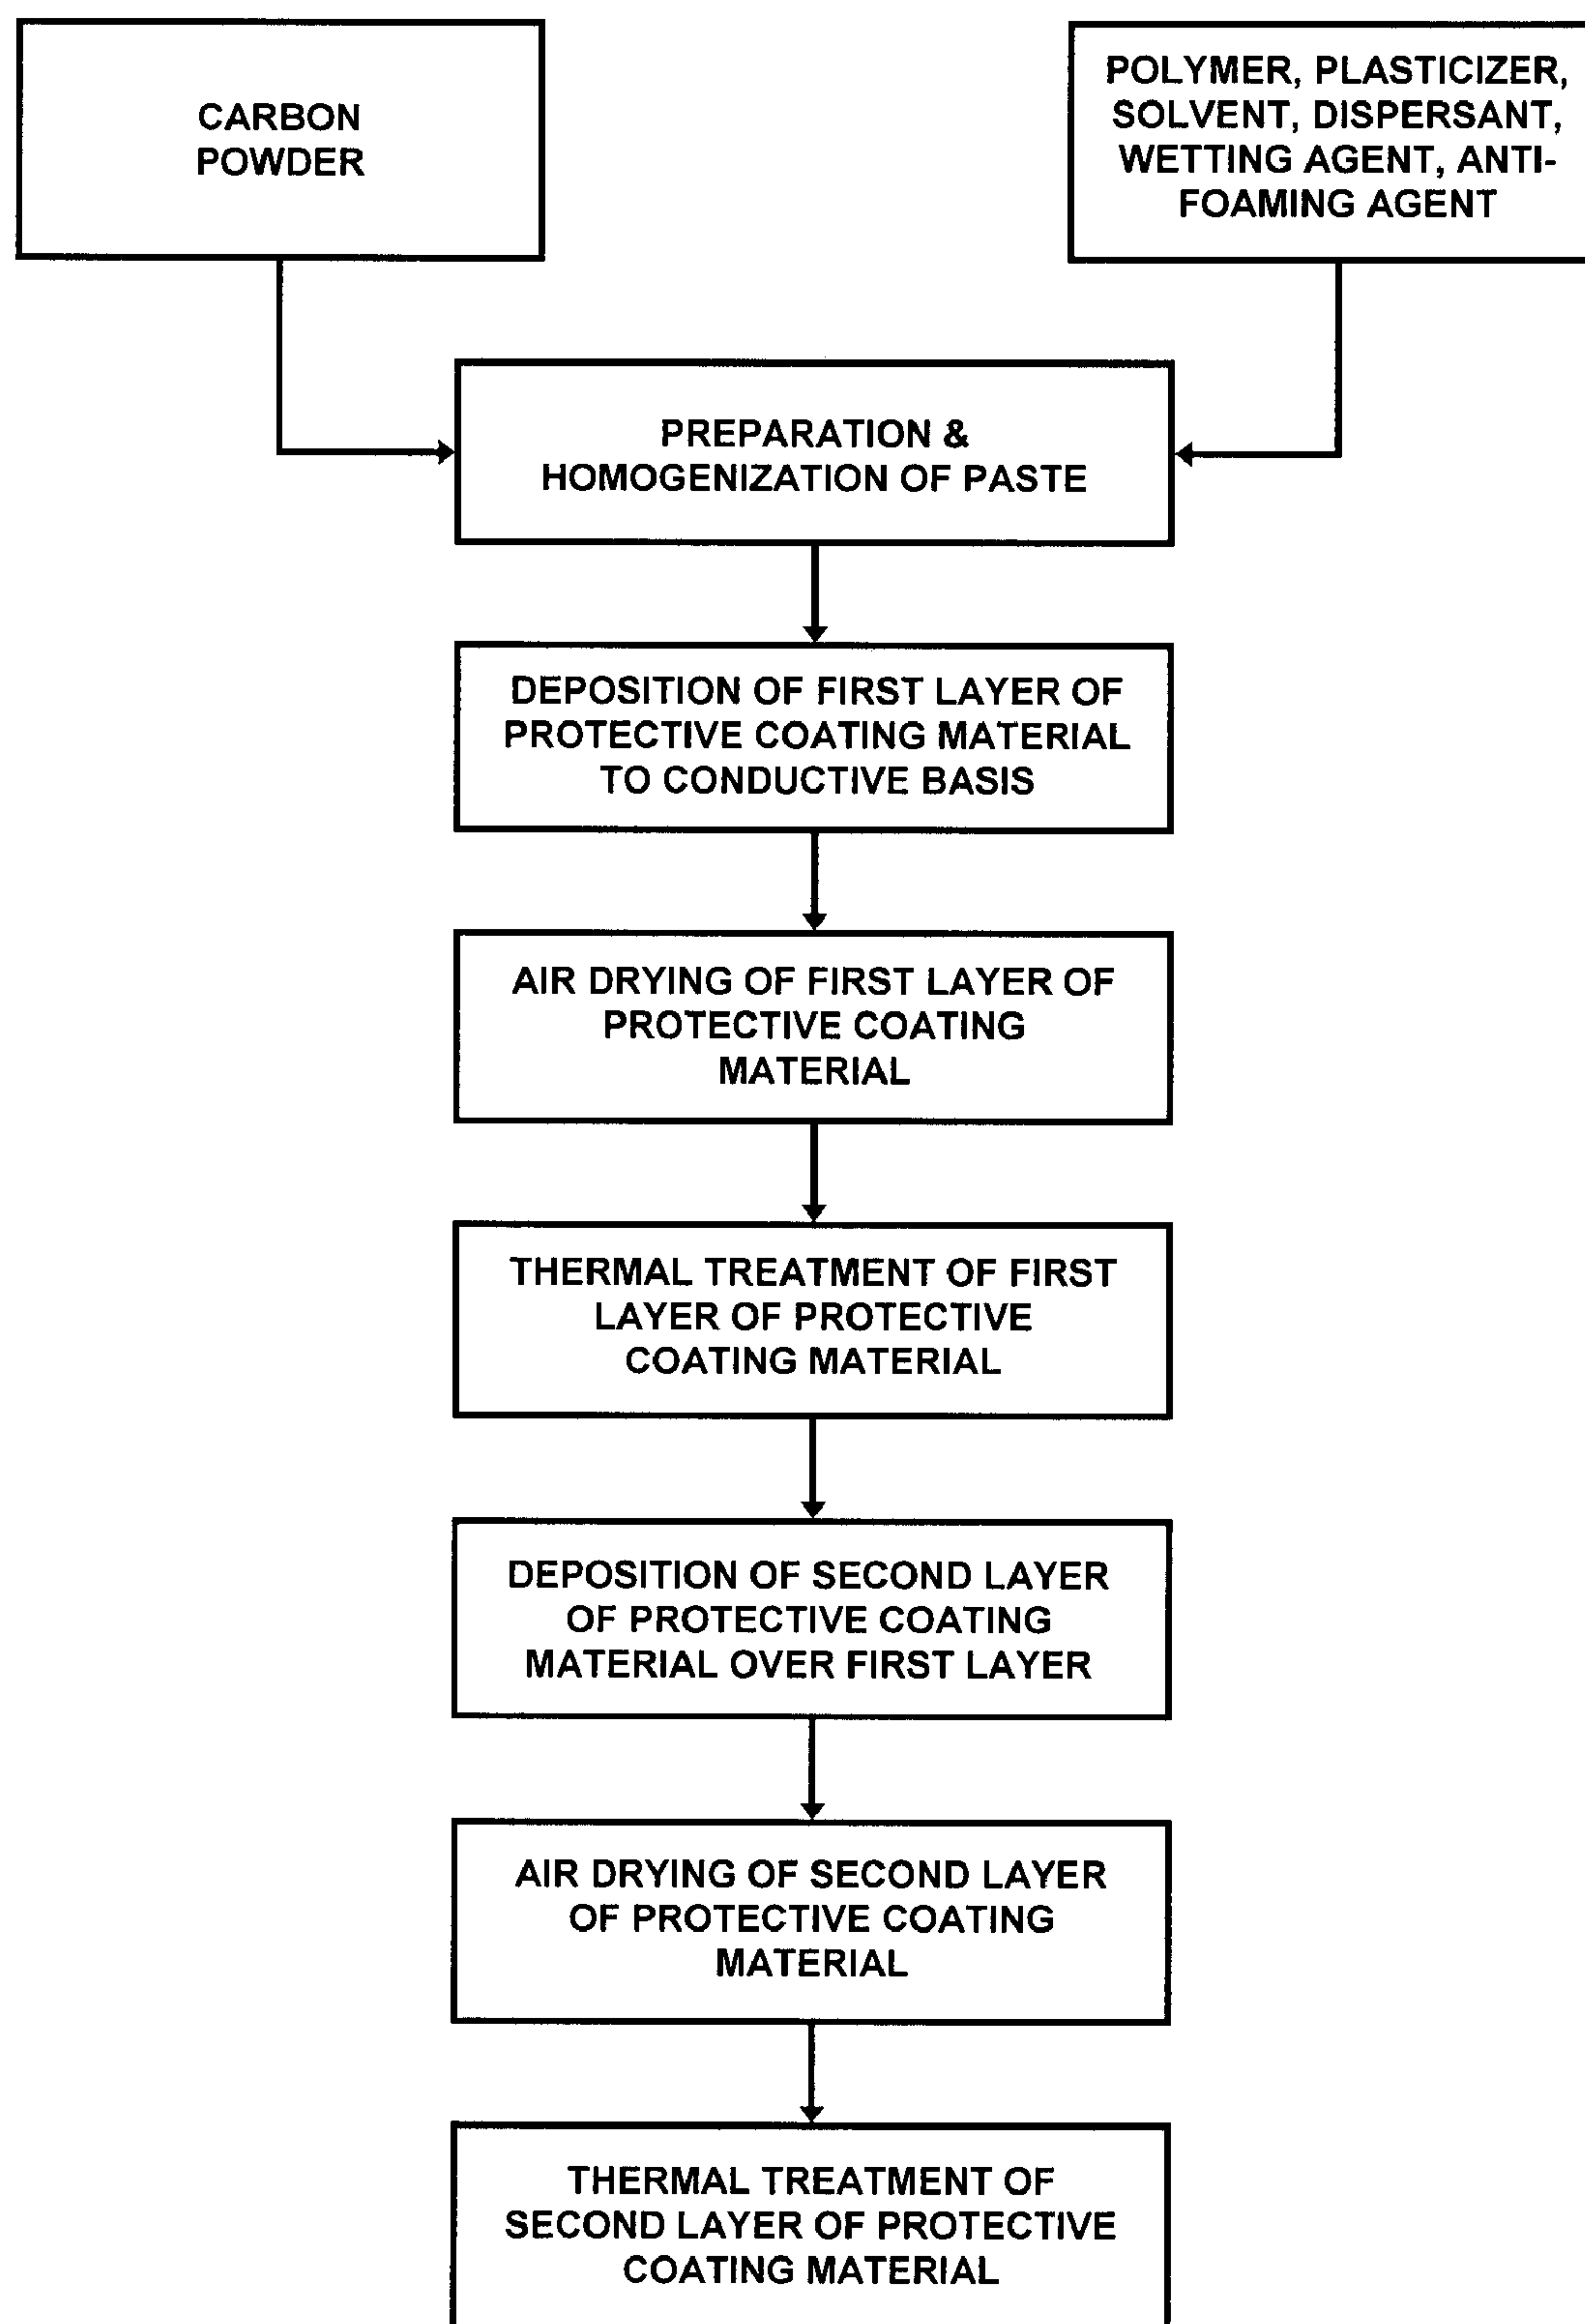 CARBON
POWDER
POLYMER, PLASTICIZER,
SOLVENT, DISPERSANT,
WETTING AGENT, ANTI-
FOAMING AGENT
PREPARATION &
HOMOGENIZATION OF PASTE
DEPOSITION OF FIRST LAYER OF
PROTECTIVE COATING MATERIAL
TO CONDUCTIVE BASIS
AIR DRYING OF FIRST LAYER OF
PROTECTIVE COATING
MATERIAL
THERMAL TREATMENT OF FIRST
LAYER OF PROTECTIVE
COATING MATERIAL
DEPOSITION OF SECOND LAYER
OF PROTECTIVE COATING
MATERIAL OVER FIRST LAYER
AIR DRYING OF SECOND LAYER
OF PROTECTIVE COATING
MATERIAL
THERMAL TREATMENT OF
SECOND LAYER OF PROTECTIVE
COATING MATERIAL